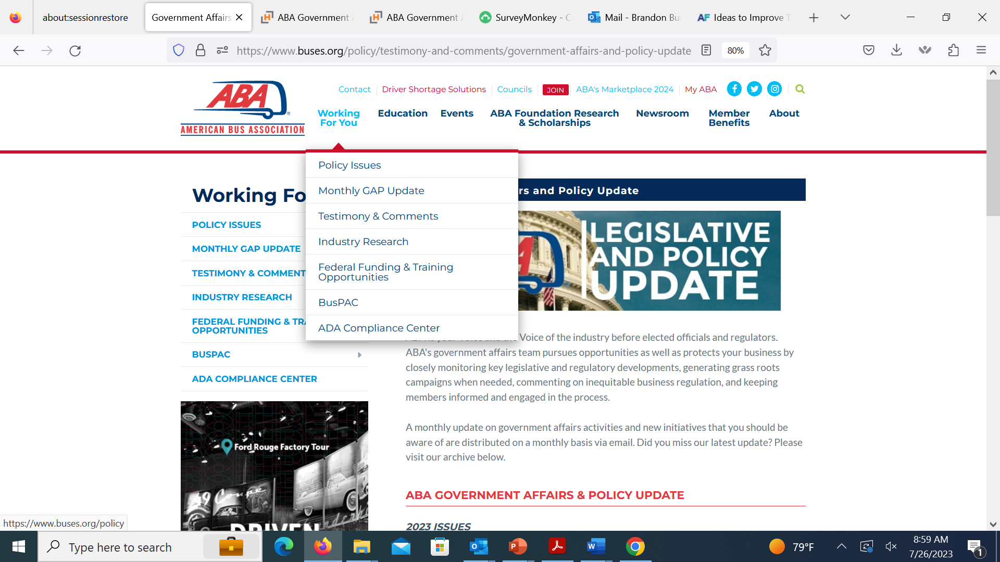 about:sessionrestore
Government Affairs
ABA Government
ABA Government
SurveyMonkey - C
Mail - Brandon Bu
AF Ideas to Improve T
https://www.buses.org/policy/testimony-and-comments/government-affairs-and-policy-update
80%
ABA
AMERICAN BUS ASSOCIATION
Contact
Driver Shortage Solutions
Councils
JOIN
ABA's Marketplace 2024
My ABA
Working
For You
Education
Events
ABA Foundation Research
& Scholarships
Newsroom
Member
Benefits
About
Policy Issues
Monthly GAP Update
Testimony & Comments
Industry Research
Federal Funding & Training
Opportunities
BusPAC
ADA Compliance Center
Working Fo
POLICY ISSUES
MONTHLY GAP UPDATE
TESTIMONY & COMMENT
INDUSTRY RESEARCH
FEDERAL FUNDING & TRA
OPPORTUNITIES
BUSPAC
ADA COMPLIANCE CENTER
Ford Rouge Factory Tour
49 Coupe
DRIVEN
rs and Policy Update
LEGISLATIVE
AND POLICY
UPDATE
Voice of the industry before elected officials and regulators.
ABA's government affairs team pursues opportunities as well as protects your business by
closely monitoring key legislative and regulatory developments, generating grass roots
campaigns when needed, commenting on inequitable business regulation, and keeping
members informed and engaged in the process.
A monthly update on government affairs activities and new initiatives that you should be
aware of are distributed on a monthly basis via email. Did you miss our latest update? Please
visit our archive below.
ABA GOVERNMENT AFFAIRS & POLICY UPDATE
2023 ISSUES
https://www.buses.org/policy
Type here to search
79°F
8:59 AM
7/26/2023
1